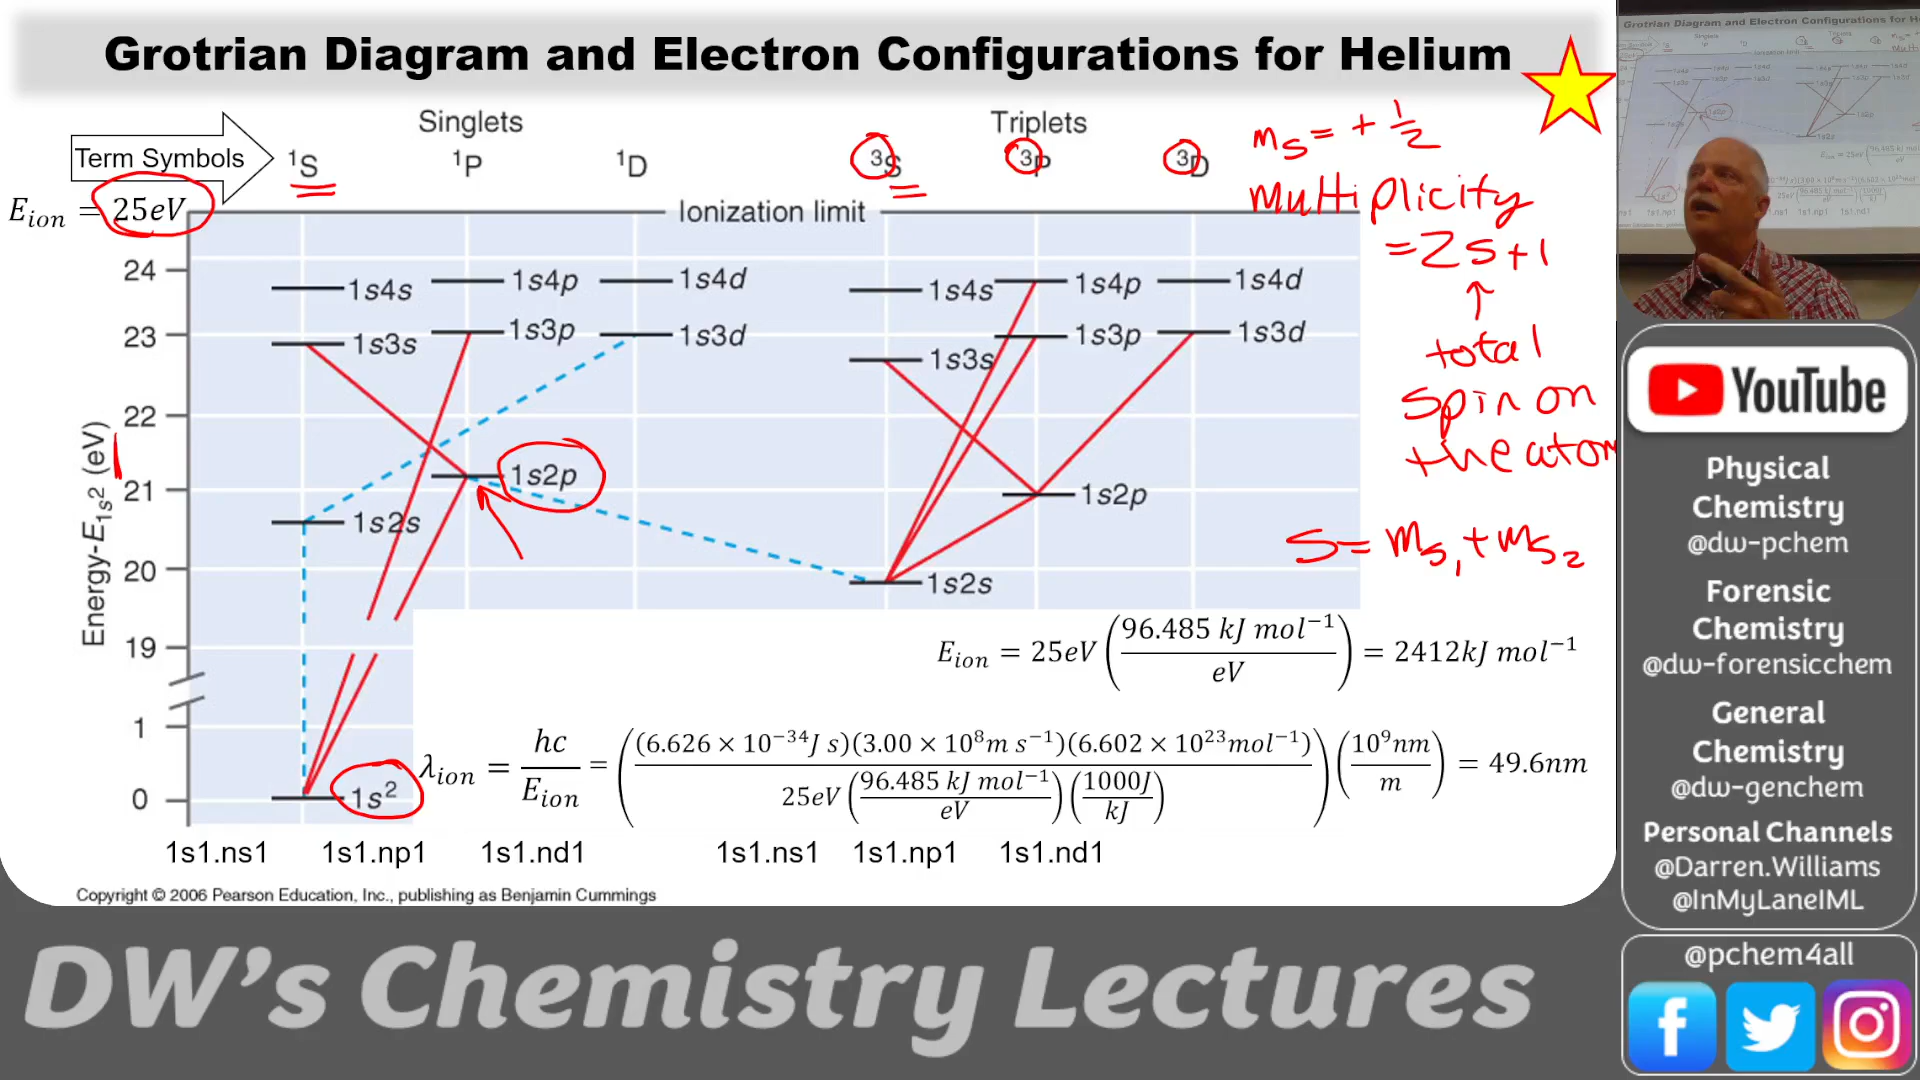 Grotrian Diagram and Electron Configurations for Helium
Term Symbols
Singlets
Triplets
¹S ¹P ¹D ³S ³P ³D
E_ion = 25eV
Ionization limit
Energy-E_1s² (eV)
24
23
22
21
20
19
1
0
1s4s 1s4p 1s4d
1s3s 1s3p 1s3d
1s2p
1s2s
1s²
1s4s 1s4p 1s4d
1s3s 1s3p 1s3d
1s2p
1s2s
m_s = + 1/2
multiplicity
= 2S+1
↑
total
spin on
the atom
S = m_s1 + m_s2
E_ion = 25eV (96.485 kJ mol⁻¹ / eV) = 2412kJ mol⁻¹
λ_ion = hc / E_ion = ((6.626 × 10⁻³⁴J s)(3.00 × 10⁸m s⁻¹)(6.602 × 10²³mol⁻¹) / 25eV (96.485 kJ mol⁻¹ / eV)(1000J / kJ)) (10⁹nm / m) = 49.6nm
1s1.ns1 1s1.np1 1s1.nd1 1s1.ns1 1s1.np1 1s1.nd1
Copyright © 2006 Pearson Education, Inc., publishing as Benjamin Cummings
DW's Chemistry Lectures
YouTube
Physical
Chemistry
@dw-pchem
Forensic
Chemistry
@dw-forensicchem
General
Chemistry
@dw-genchem
Personal Channels
@Darren.Williams
@InMyLaneIML
@pchem4all